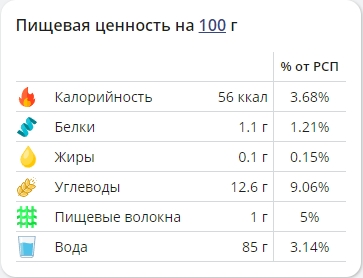 Пищевая ценность на 100 г
% от РСП
Калорийность 56 ккал 3.68%
Белки 1.1 г 1.21%
Жиры 0.1 г 0.15%
Углеводы 12.6 г 9.06%
Пищевые волокна 1 г 5%
Вода 85 г 3.14%